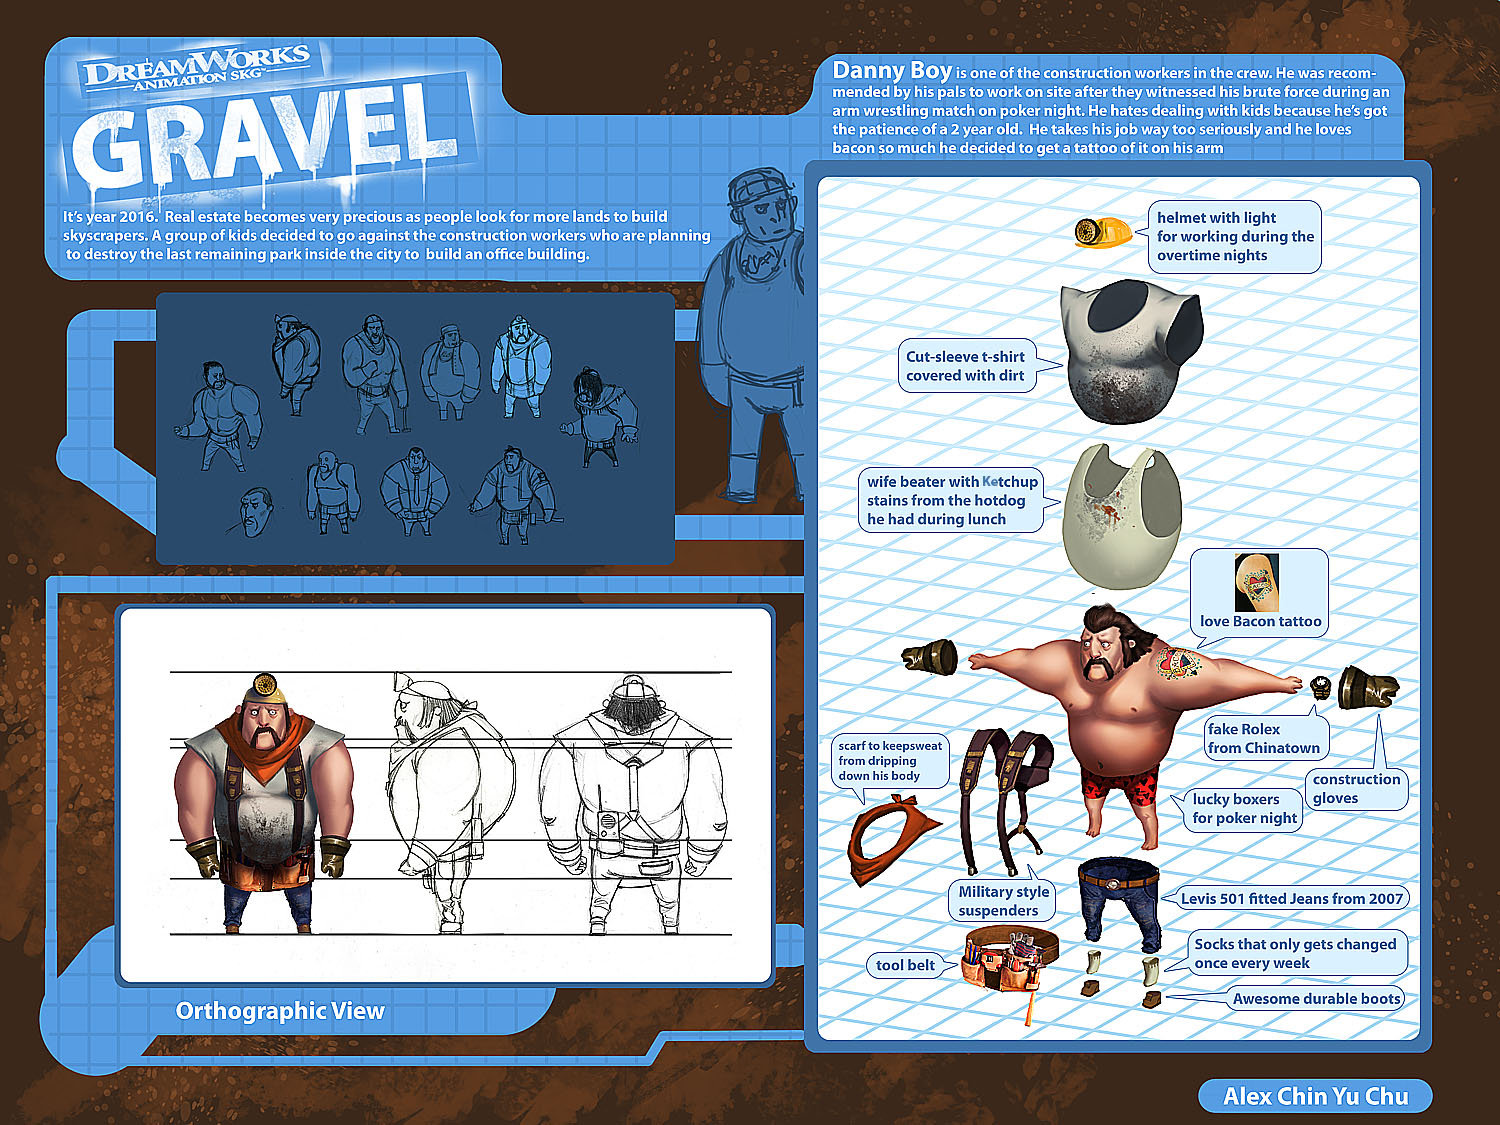 DREAMWORKS
ANIMATION SKG
GRAVEL
It's year 2016. Real estate becomes very precious as people look for more lands to build
skyscrapers. A group of kids decided to go against the construction workers who are planning
to destroy the last remaining park inside the city to build an office building.
Orthographic View
Danny Boy is one of the construction workers in the crew. He was recom-
mended by his pals to work on site after they witnessed his brute force during an
arm wrestling match on poker night. He hates dealing with kids because he's got
the patience of a 2 year old. He takes his job way too seriously and he loves
bacon so much he decided to get a tattoo of it on his arm
helmet with light
for working during the
overtime nights
Cut-sleeve t-shirt
covered with dirt
wife beater with Ketchup
stains from the hotdog
he had during lunch
love Bacon tattoo
fake Rolex
from Chinatown
construction
gloves
scarf to keepsweat
from dripping
down his body
lucky boxers
for poker night
Military style
suspenders
Levis 501 fitted Jeans from 2007
tool belt
Socks that only gets changed
once every week
Awesome durable boots
Alex Chin Yu Chu